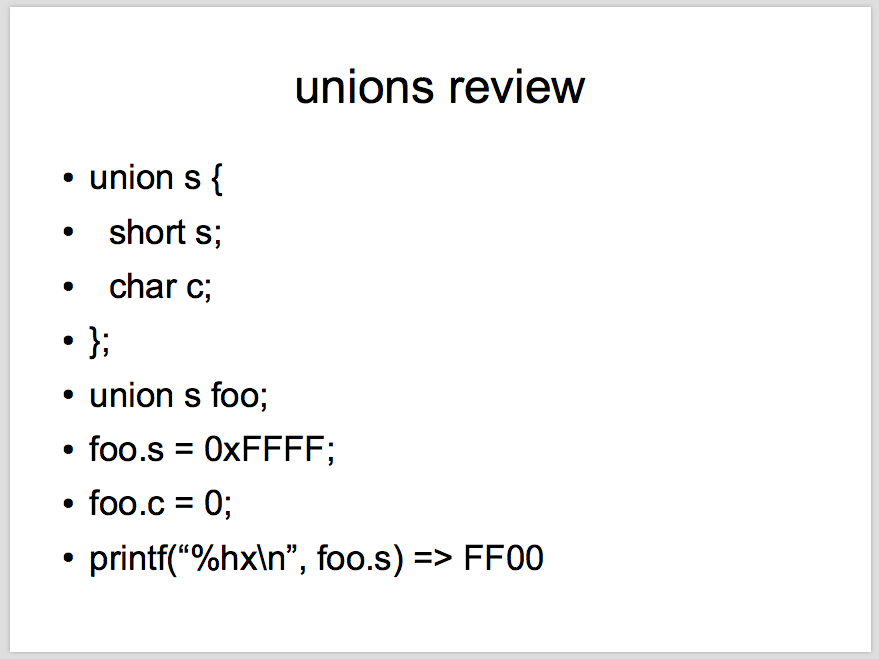 unions review
• union s {
•   short s;
•   char c;
• };
• union s foo;
• foo.s = 0xFFFF;
• foo.c = 0;
• printf(“%hx\n”, foo.s) => FF00